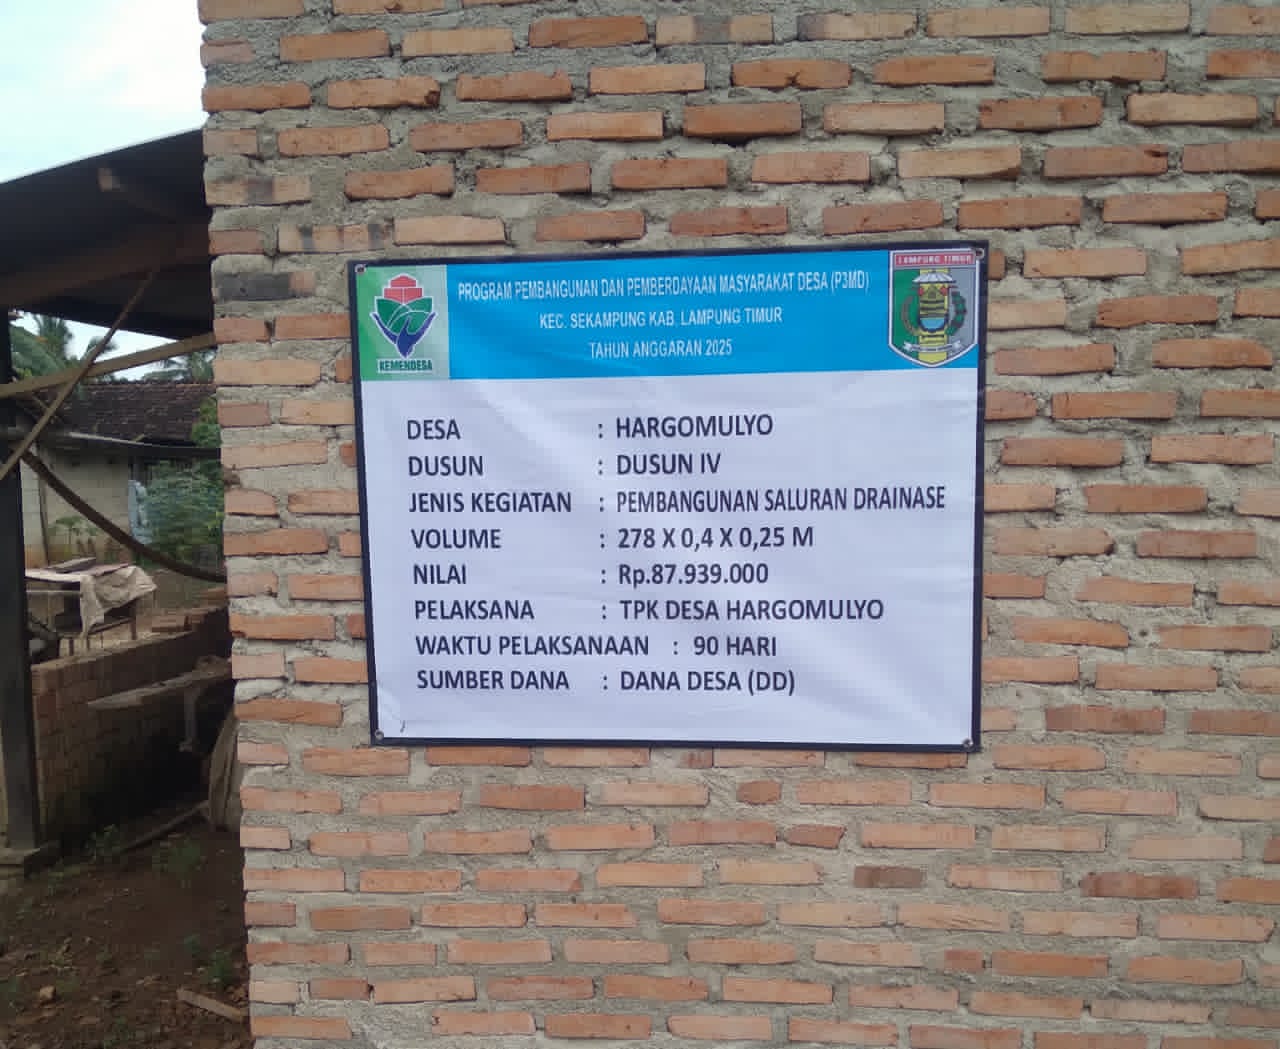 PROGRAM PEMBANGUNAN DAN PEMBERDAYAAN MASYARAKAT DESA (P3MD)
KEC. SEKAMPUNG KAB. LAMPUNG TIMUR
TAHUN ANGGARAN 2025
KEMENDESA
LAMPUNG TIMUR
DESA : HARGOMULYO
DUSUN : DUSUN IV
JENIS KEGIATAN : PEMBANGUNAN SALURAN DRAINASE
VOLUME : 278 X 0,4 X 0,25 M
NILAI : Rp.87.939.000
PELAKSANA : TPK DESA HARGOMULYO
WAKTU PELAKSANAAN : 90 HARI
SUMBER DANA : DANA DESA (DD)